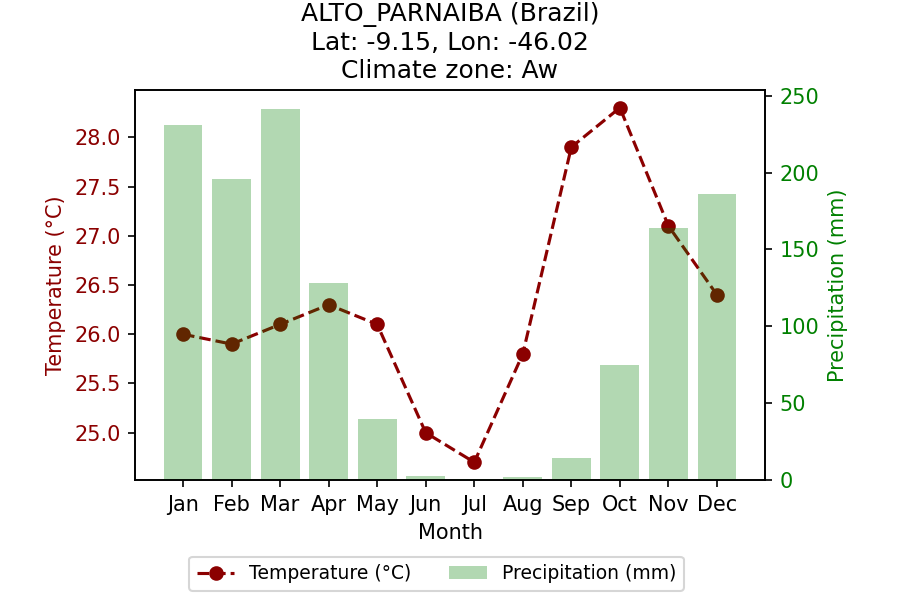 ALTO_PARNAIBA (Brazil)
Lat: -9.15, Lon: -46.02
Climate zone: Aw
Temperature (°C)
28.0
27.5
27.0
26.5
26.0
25.5
25.0
250
200
150
100
50
0
Precipitation (mm)
Jan Feb Mar Apr May Jun Jul Aug Sep Oct Nov Dec
Month
Temperature (°C) Precipitation (mm)